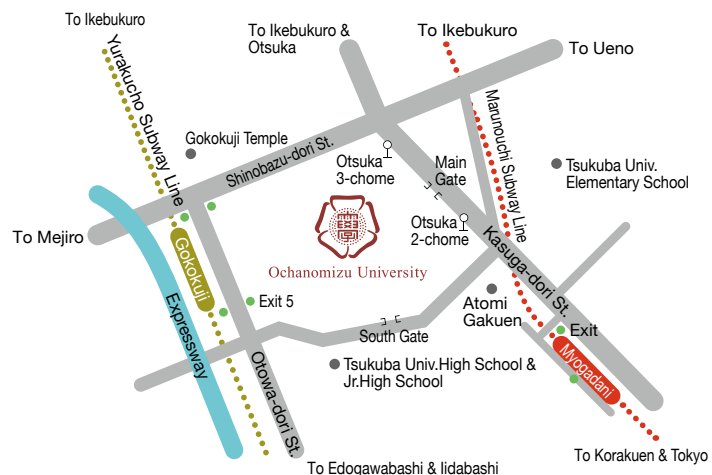 To Ikebukuro
To Ikebukuro &
Otsuka
To Ikebukuro
To Ueno
Yurakucho Subway Line
Marunouchi Subway Line
Gokokuji Temple
Shinobazu-dori St.
Otsuka
3-chome
Main
Gate
Tsukuba Univ.
Elementary School
Otsuka
2-chome
To Mejiro
Gokokuji
Ochanomizu University
Kasuga-dori St.
Expressway
Exit 5
Atomi
Gakuen
Exit
South Gate
Otowa-dori St.
Tsukuba Univ.High School &
Jr.High School
Myogadani
To Korakuen & Tokyo
To Edogawabashi & Iidabashi